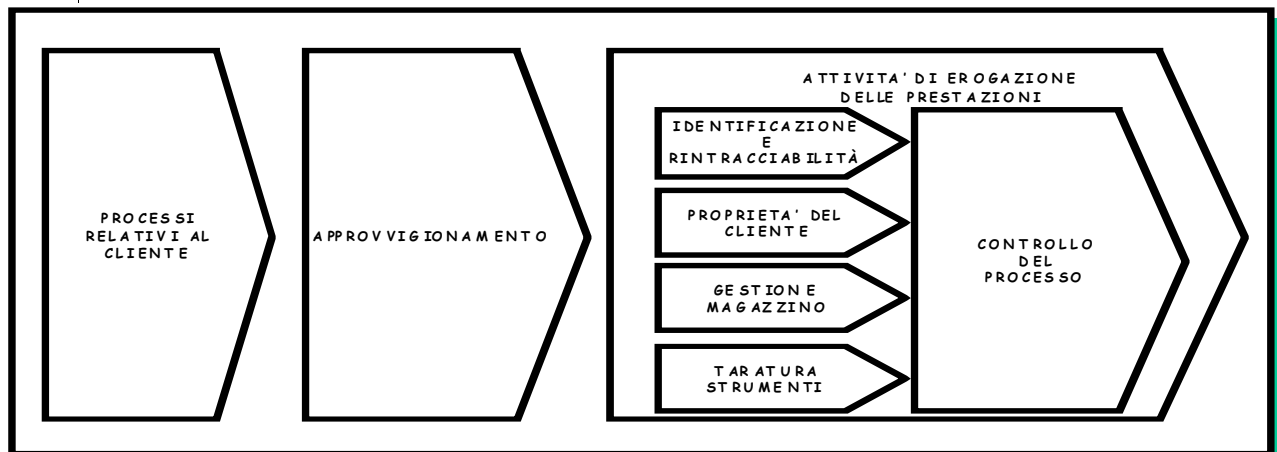 PROCESSI
RELATIVI AL
CLIENTE
APPROVVIGIONAMENTO
ATTIVITA' DI EROGAZIONE
DELLE PRESTAZIONI
IDENTIFICAZIONE
E
RINTRACCIABILITÀ
PROPRIETA' DEL
CLIENTE
GESTIONE
MAGAZZINO
TARATURA
STRUMENTI
CONTROLLO
DEL
PROCESSO